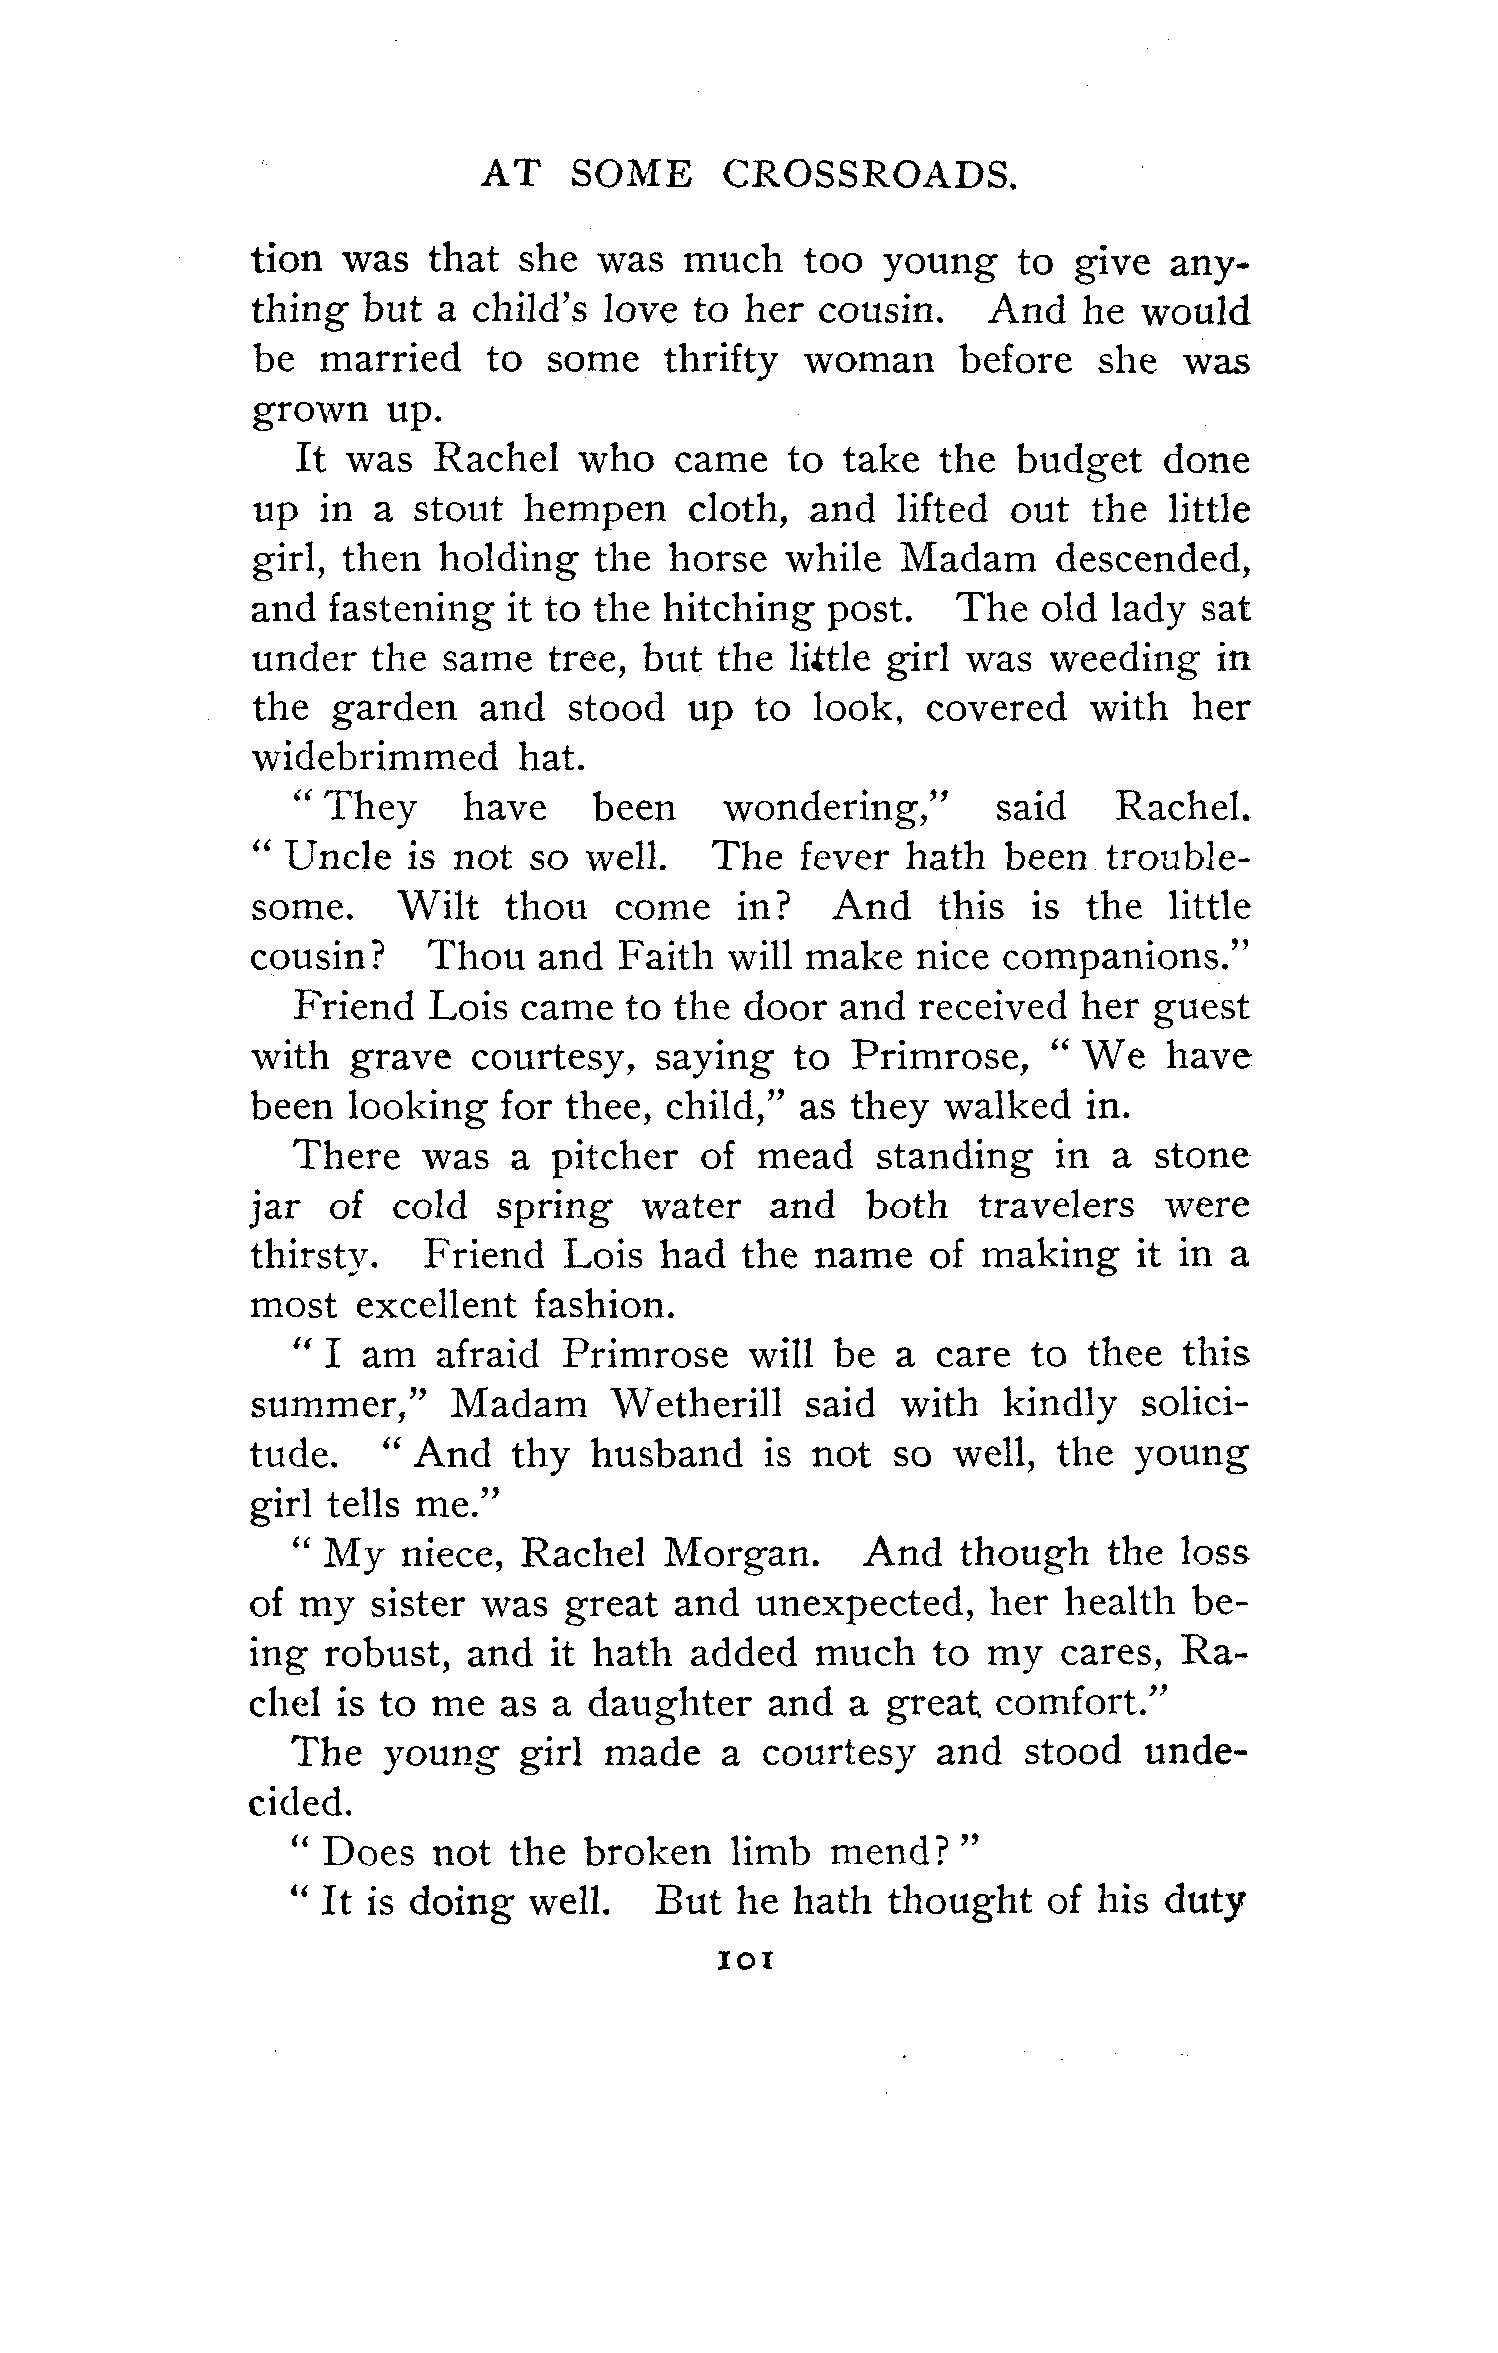 AT SOME CROSSROADS.
tion was that she was much too young to give any-
thing but a child's love to her cousin. And he would
be married to some thrifty woman before she was
grown up.
It was Rachel who came to take the budget done
up in a stout hempen cloth, and lifted out the little
girl, then holding the horse while Madam descended,
and fastening it to the hitching post. The old lady sat
under the same tree, but the little girl was weeding in
the garden and stood up to look, covered with her
widebrimmed hat.
"They have been wondering," said Rachel.
"Uncle is not so well. The fever hath been trouble-
some. Wilt thou come in? And this is the little
cousin? Thou and Faith will make nice companions."
Friend Lois came to the door and received her guest
with grave courtesy, saying to Primrose, "We have
been looking for thee, child," as they walked in.
There was a pitcher of mead standing in a stone
jar of cold spring water and both travelers were
thirsty. Friend Lois had the name of making it in a
most excellent fashion.
"I am afraid Primrose will be a care to thee this
summer," Madam Wetherill said with kindly solici-
tude. "And thy husband is not so well, the young
girl tells me."
"My niece, Rachel Morgan. And though the loss
of my sister was great and unexpected, her health be-
ing robust, and it hath added much to my cares, Ra-
chel is to me as a daughter and a great comfort."
The young girl made a courtesy and stood unde-
cided.
"Does not the broken limb mend?"
"It is doing well. But he hath thought of his duty
101